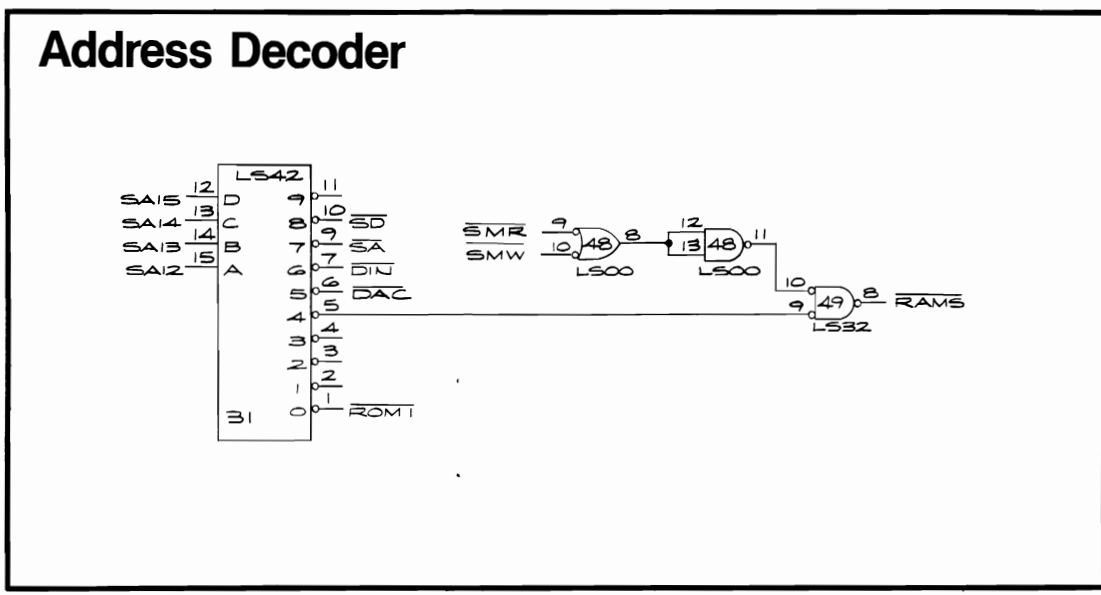 Address Decoder
LS42
SA15 12 D 9 11
SA14 13 C 8 10 SD
SA13 14 B 7 9 SA
SA12 15 A 6 7 DIN
5 6 DAC
4 5
3 4
2 3
1 2
31 0 1 ROM1
SMR 9 48 8 12 48 11
SMW 10 13
LS00 LS00
10 49 8 RAMS
9
LS32